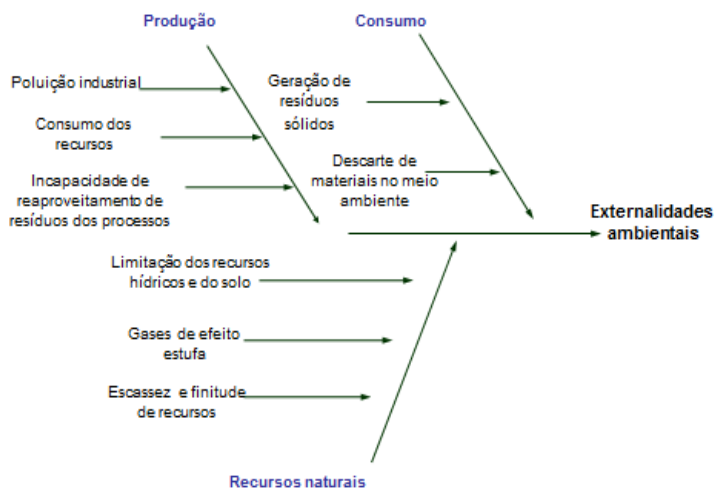 Produção
Consumo
Poluição industrial
Consumo dos
recursos
Incapacidade de
reaproveitamento de
resíduos dos processos
Geração de
resíduos
sólidos
Descarte de
materiais no meio
ambiente
Externalidades
ambientais
Limitação dos recursos
hídricos e do solo
Gases de efeito
estufa
Escassez e finitude
de recursos
Recursos naturais